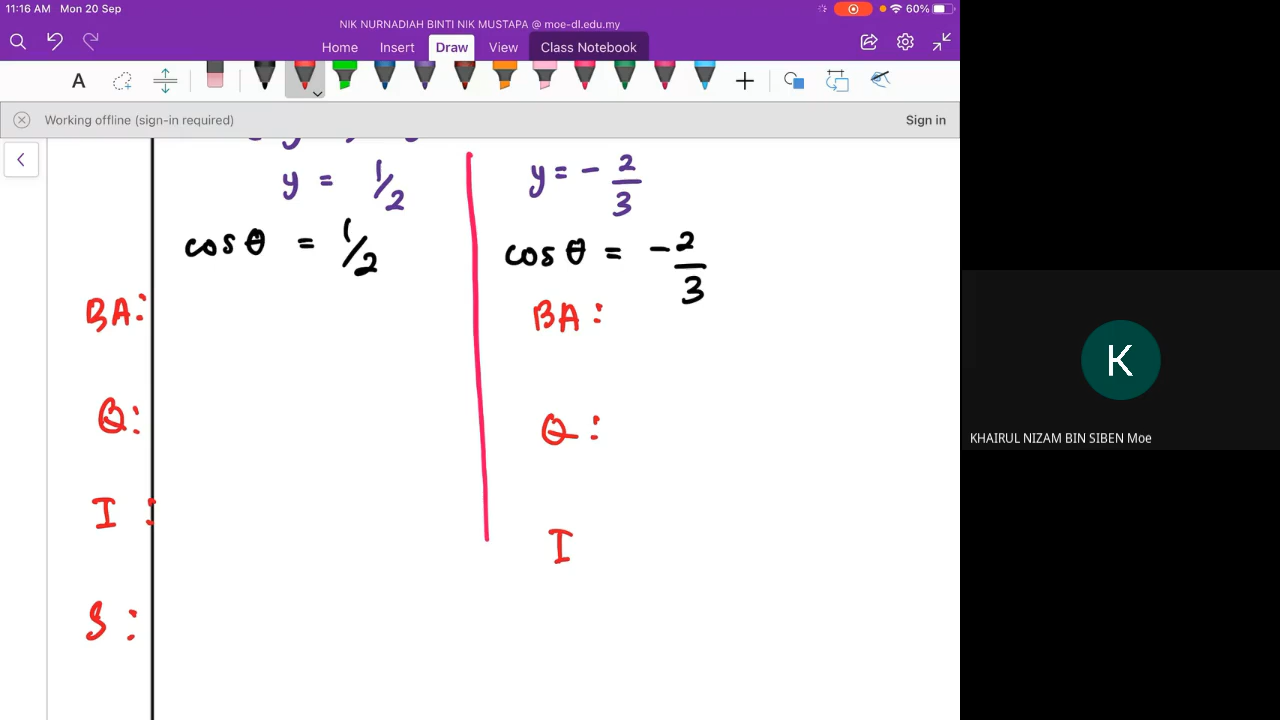 11:16 AM Mon 20 Sep
60%
NIK NURNADIAH BINTI NIK MUSTAPA @ moe-dl.edu.my
Home Insert Draw View Class Notebook
A
Working offline (sign-in required) Sign in
y = 1/2
y = - 2/3
cos θ = 1/2
cos θ = -2/3
BA:
BA :
Q:
Q :
I :
I
S :
K
KHAIRUL NIZAM BIN SIBEN Moe